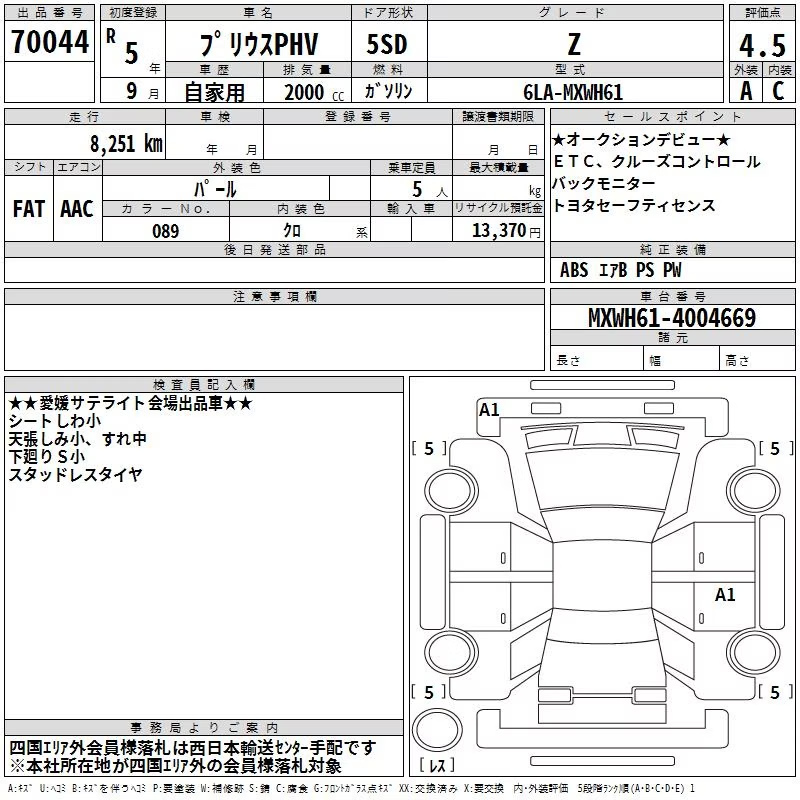 出品番号
70044
初度登録
R 5 年
9 月
車名
ﾌﾟﾘｳｽPHV
ドア形状
5SD
グレード
Z
評価点
4.5
車歴
自家用
排気量
2000 CC
燃料
ｶﾞｿﾘﾝ
型式
6LA-MXWH61
外装
内装
A
C
走行
8,251 km
車検
年 月
登録番号
譲渡書類期限
月 日
シフト
FAT
エアコン
AAC
外装色
ﾊﾟｰﾙ
乗車定員
5 人
最大積載量
kg
カラーNo.
089
内装色
ｸﾛ 系
輸入車
リサイクル預託金
13,370 円
後日発送部品
セールスポイント
★オークションデビュー★
ETC、クルーズコントロール
バックモニター
トヨタセーフティセンス
純正装備
ABS ｴｱB PS PW
注意事項欄
車台番号
MXWH61-4004669
諸元
長さ
幅
高さ
検査員記入欄
★★愛媛サテライト会場出品車★★
シートしわ小
天張しみ小、すれ中
下廻りS小
スタッドレスタイヤ
事務局よりご案内
四国ｴﾘｱ外会員様落札は西日本輸送ｾﾝﾀｰ手配です
※本社所在地が四国ｴﾘｱ外の会員様落札対象
A1
[ 5 ]
[ 5 ]
A1
[ 5 ]
[ 5 ]
[ ﾚｽ ]
A:ｷｽﾞ U:ﾍｺﾐ B:ｷｽﾞを伴うﾍｺﾐ P:要塗装 W:補修跡 S:錆 C:腐食 G:ﾌﾛﾝﾄｶﾞﾗｽ点ｷｽﾞ XX:交換済み X:要交換 内・外装評価 5段階ﾗﾝｸ順(A・B・C・D・E) 1